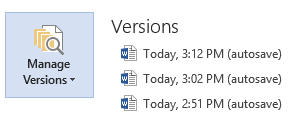 Manage
Versions
Versions
Today, 3:12 PM (autosave)
Today, 3:02 PM (autosave)
Today, 2:51 PM (autosave)